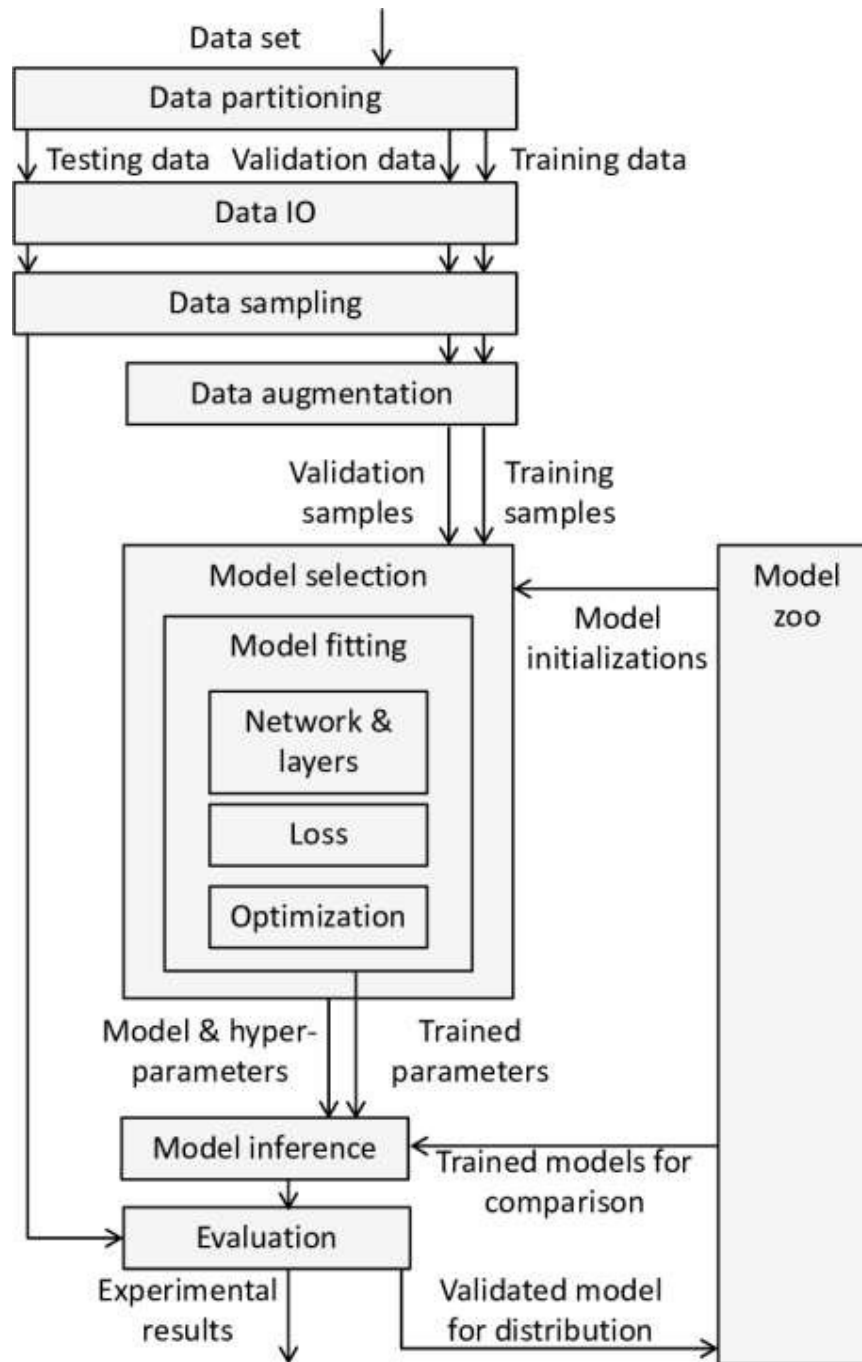 Data set
Data partitioning
Testing data
Validation data
Training data
Data IO
Data sampling
Data augmentation
Validation
samples
Training
samples
Model selection
Model
zoo
Model fitting
Model
initializations
Network &
layers
Loss
Optimization
Model & hyper-
parameters
Trained
parameters
Model inference
Trained models for
comparison
Evaluation
Experimental
results
Validated model
for distribution